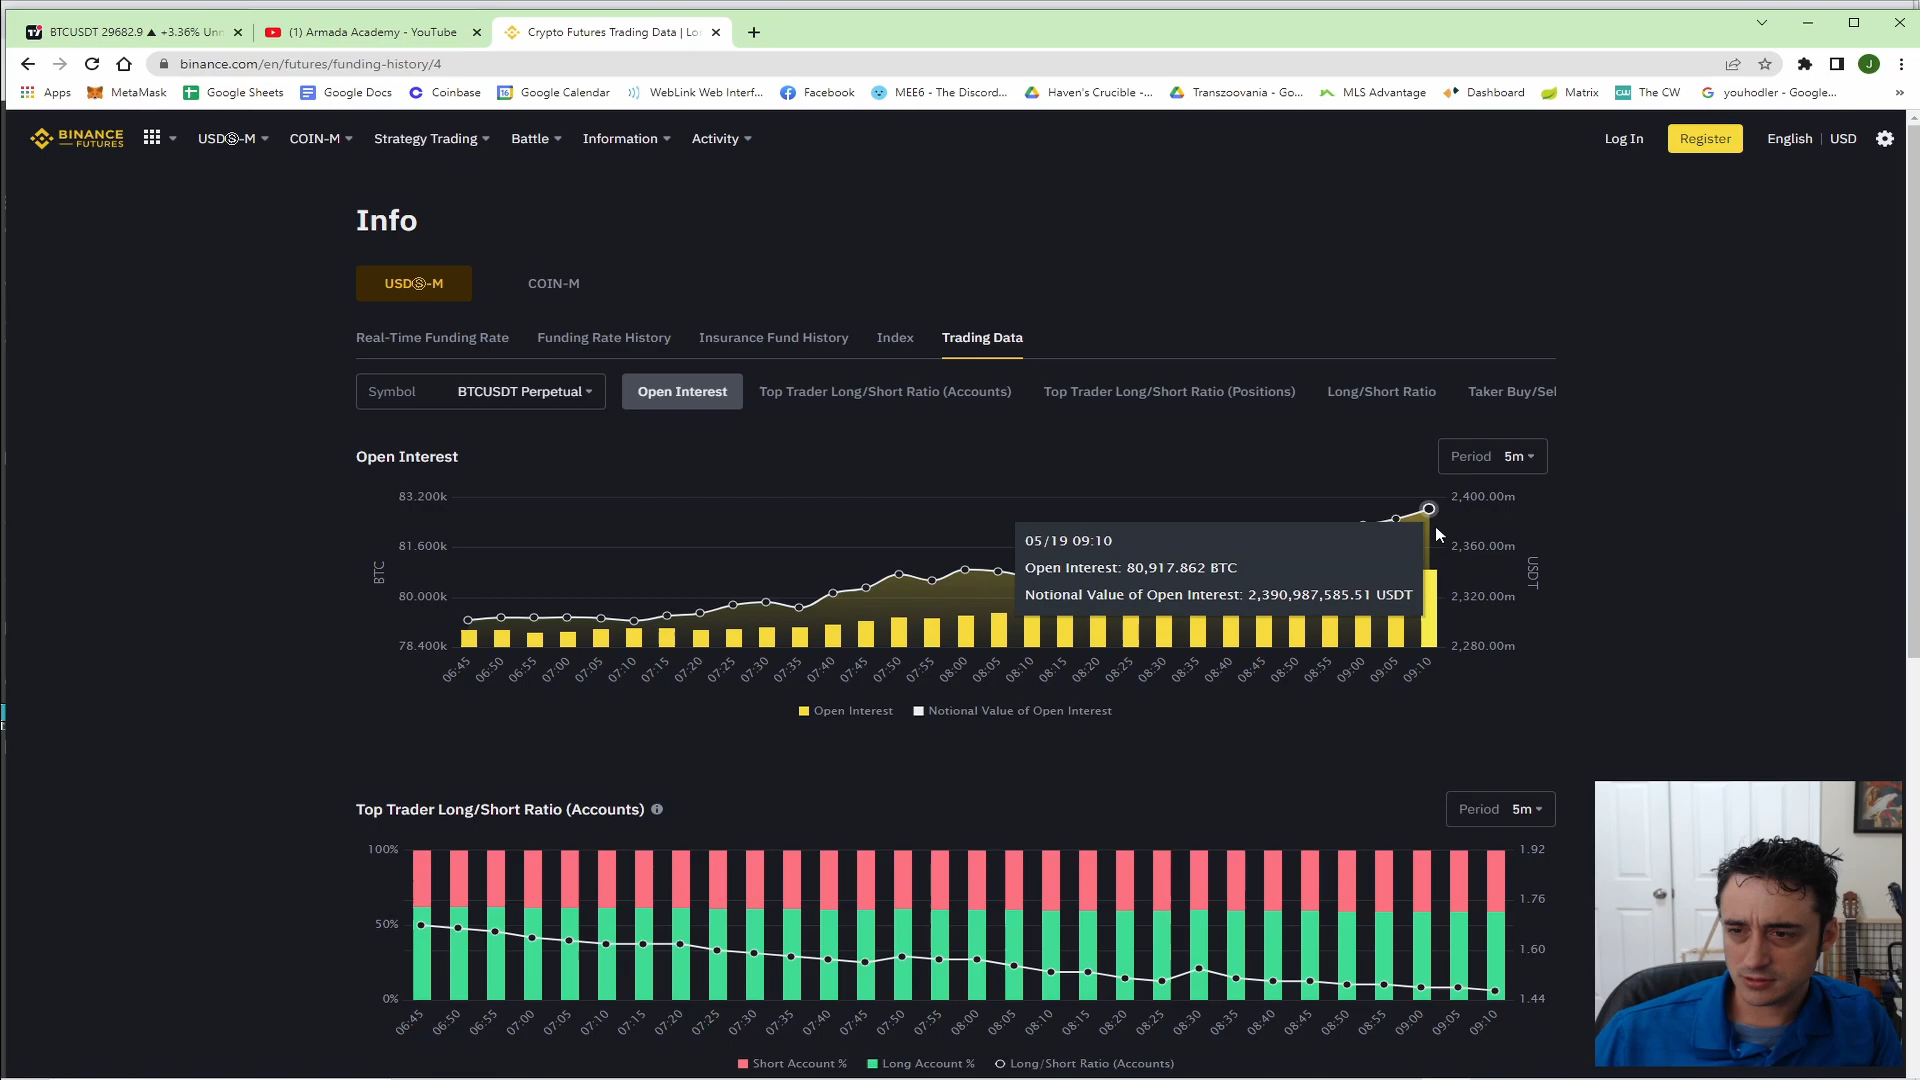 BTCUSDT 29682.9 ▲ +3.36% Unn
(1) Armada Academy - YouTube
Crypto Futures Trading Data | Lo
binance.com/en/futures/funding-history/4
J
Apps
MetaMask
Google Sheets
Google Docs
Coinbase
Google Calendar
WebLink Web Interf...
Facebook
MEE6 - The Discord...
Haven's Crucible -...
Transzoovania - Go...
MLS Advantage
Dashboard
Matrix
The CW
youhodler - Google...
»
BINANCE
FUTURES
USDⓈ-M
COIN-M
Strategy Trading
Battle
Information
Activity
Log In
Register
English | USD
Info
USDⓈ-M
COIN-M
Real-Time Funding Rate
Funding Rate History
Insurance Fund History
Index
Trading Data
Symbol BTCUSDT Perpetual
Open Interest
Top Trader Long/Short Ratio (Accounts)
Top Trader Long/Short Ratio (Positions)
Long/Short Ratio
Taker Buy/Sel
Open Interest
Period 5m
83.200k
81.600k
80.000k
78.400k
BTC
2,400.00m
2,360.00m
2,320.00m
2,280.00m
USDT
05/19 09:10
Open Interest: 80,917.862 BTC
Notional Value of Open Interest: 2,390,987,585.51 USDT
06:45 06:50 06:55 07:00 07:05 07:10 07:15 07:20 07:25 07:30 07:35 07:40 07:45 07:50 07:55 08:00 08:05 08:10 08:15 08:20 08:25 08:30 08:35 08:40 08:45 08:50 08:55 09:00 09:05 09:10
Open Interest
Notional Value of Open Interest
Top Trader Long/Short Ratio (Accounts)
Period 5m
100%
50%
0%
1.92
1.76
1.60
1.44
06:45 06:50 06:55 07:00 07:05 07:10 07:15 07:20 07:25 07:30 07:35 07:40 07:45 07:50 07:55 08:00 08:05 08:10 08:15 08:20 08:25 08:30 08:35 08:40 08:45 08:50 08:55 09:00 09:05 09:10
Short Account %
Long Account %
Long/Short Ratio (Accounts)